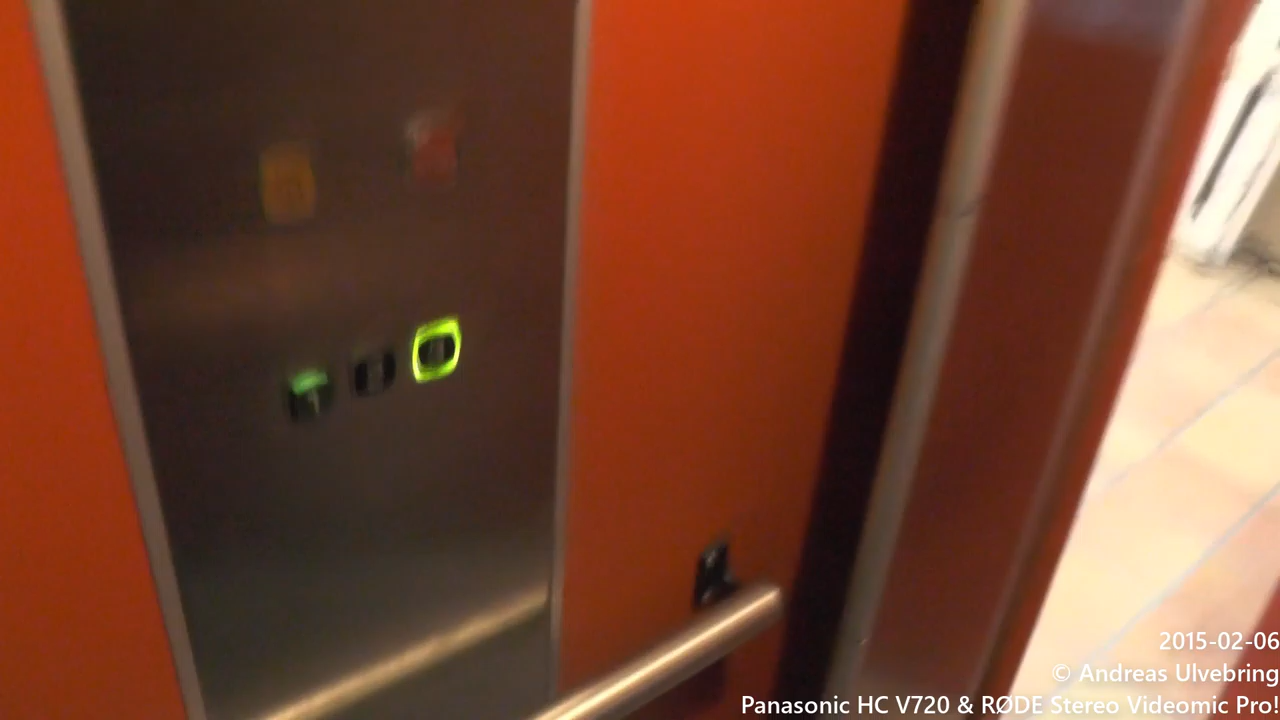 2015-02-06
© Andreas Ulvebring
Panasonic HC V720 & RØDE Stereo Videomic Pro!